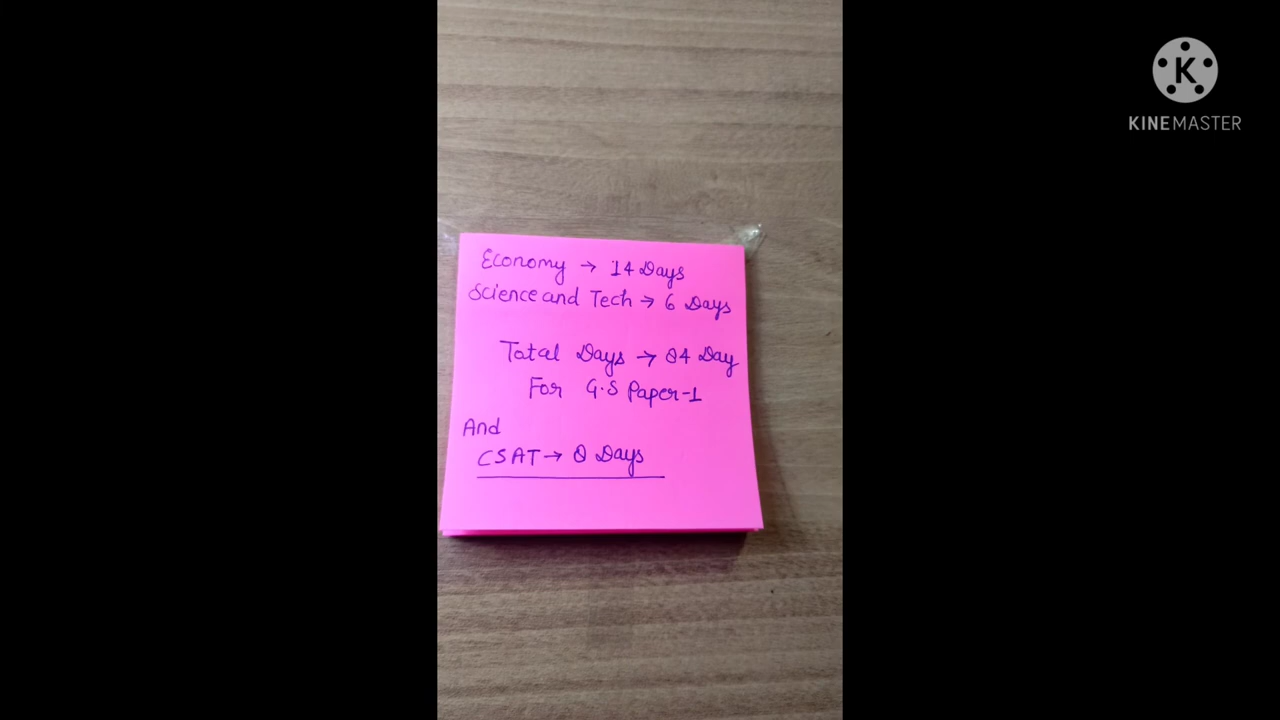 Economy → 14 Days
Science and Tech → 6 Days
Total Days → 84 Day
For G.S Paper-1
And
CSAT → 8 Days
K
KINEMASTER